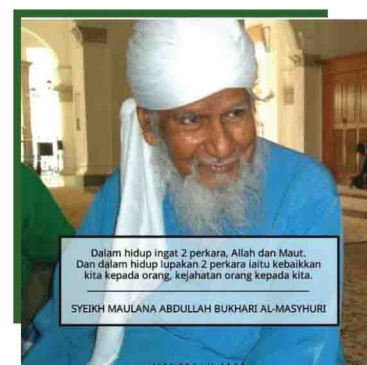 Dalam hidup ingat 2 perkara, Allah dan Maut.
Dan dalam hidup lupakan 2 perkara iaitu kebaikkan
kita kepada orang, kejahatan orang kepada kita.
SYEIKH MAULANA ABDULLAH BUKHARI AL-MASYHURI